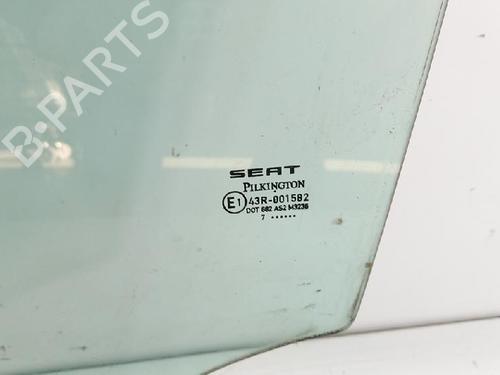 B-PARTS
SEAT
PILKINGTON
E1 43R-001582
DOT 682 AS2 M3236
7 ••••••